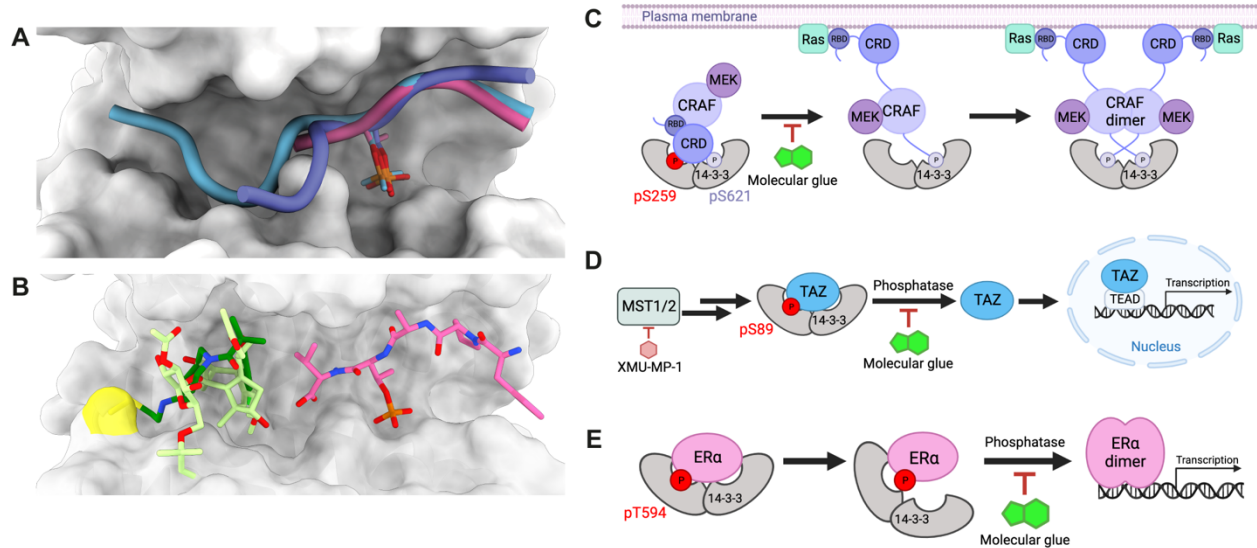 A
B
C
Plasma membrane
Ras
RBD
CRD
CRD
RBD
Ras
MEK
CRAF
RBD
CRD
P
P
14-3-3
pS259
pS621
Molecular glue
MEK
CRAF
P
14-3-3
MEK
CRAF
dimer
MEK
P
P
14-3-3
D
MST1/2
XMU-MP-1
TAZ
P
14-3-3
pS89
Phosphatase
Molecular glue
TAZ
TAZ
TEAD
Transcription
Nucleus
E
ERα
P
14-3-3
pT594
ERα
P
14-3-3
Phosphatase
Molecular glue
ERα
dimer
Transcription